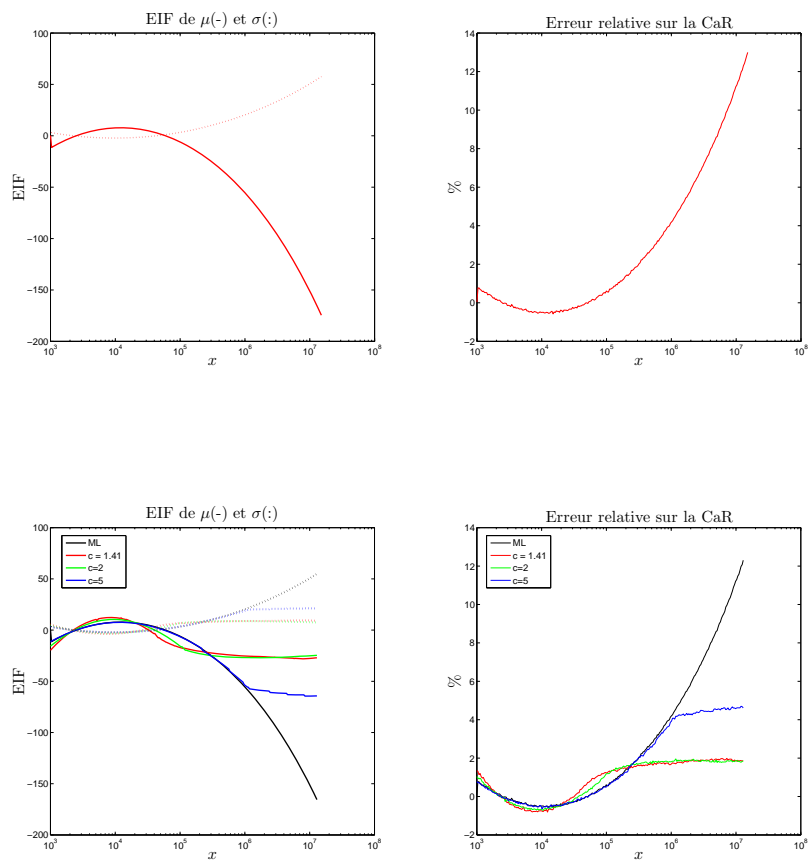 EIF de μ(-) et σ(:)
100
50
0
−50
−100
−150
−200
EIF
10^3 10^4 10^5 10^6 10^7 10^8
x
Erreur relative sur la CaR
14
12
10
8
6
4
2
0
−2
%
10^3 10^4 10^5 10^6 10^7 10^8
x
EIF de μ(-) et σ(:)
100
50
0
−50
−100
−150
−200
EIF
ML
c = 1.41
c=2
c=5
10^3 10^4 10^5 10^6 10^7 10^8
x
Erreur relative sur la CaR
14
12
10
8
6
4
2
0
−2
%
ML
c = 1.41
c=2
c=5
10^3 10^4 10^5 10^6 10^7 10^8
x